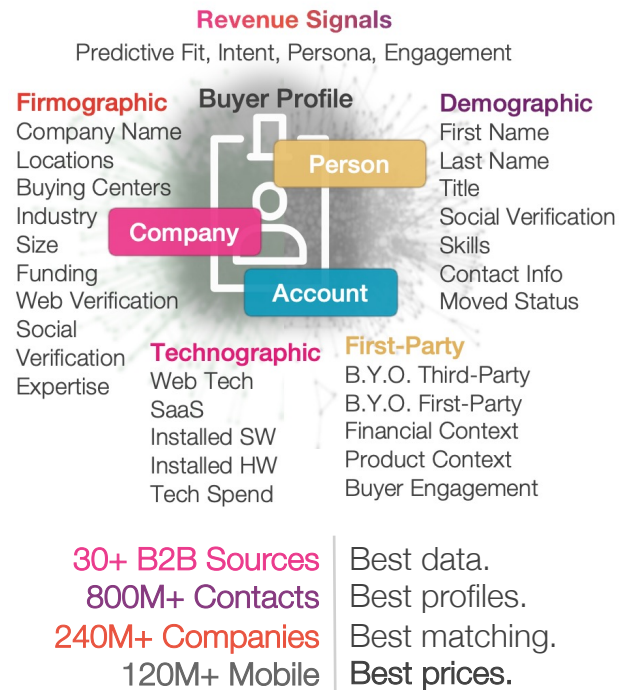 Revenue Signals
Predictive Fit, Intent, Persona, Engagement
Firmographic
Company Name
Locations
Buying Centers
Industry
Size
Funding
Web Verification
Social
Verification
Expertise
Buyer Profile
Person
Company
Account
Demographic
First Name
Last Name
Title
Social Verification
Skills
Contact Info
Moved Status
Technographic
Web Tech
SaaS
Installed SW
Installed HW
Tech Spend
First-Party
B.Y.O. Third-Party
B.Y.O. First-Party
Financial Context
Product Context
Buyer Engagement
30+ B2B Sources
800M+ Contacts
240M+ Companies
120M+ Mobile
Best data.
Best profiles.
Best matching.
Best prices.